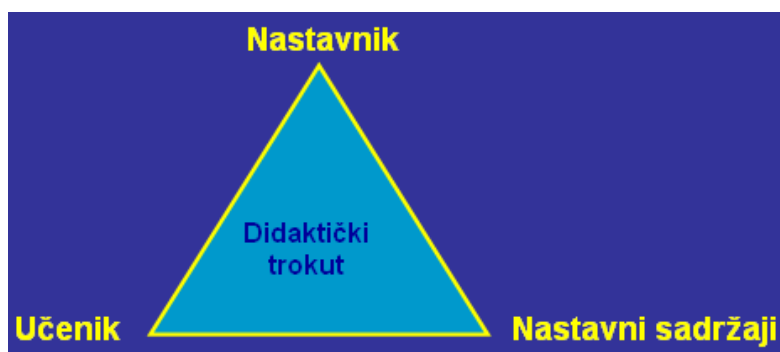 Nastavnik
Didaktički
trokut
Učenik
Nastavni sadržaji